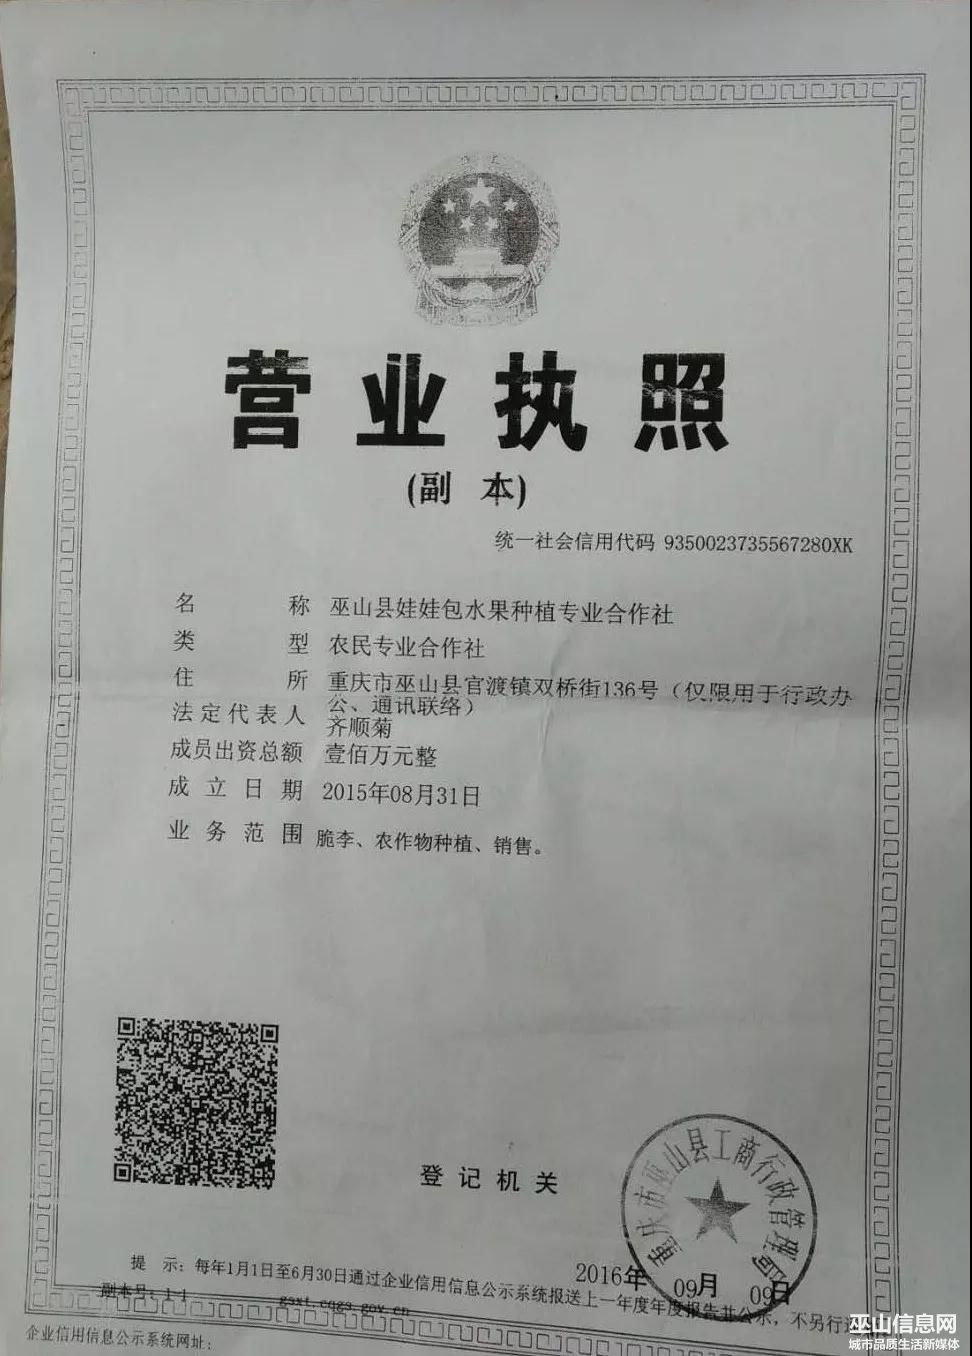 营业执照
(副 本)
统一社会信用代码 9350023735567280XK
名称 巫山县娃娃包水果种植专业合作社
类型 农民专业合作社
住所 重庆市巫山县官渡镇双桥街136号（仅限用于行政办
公、通讯联络）
法定代表人 齐顺菊
成员出资总额 壹佰万元整
成立日期 2015年08月31日
业务范围 脆李、农作物种植、销售。
登记机关
重庆市巫山县工商行政管理局
2016年 09月 09日
提 示: 每年1月1日至6月30日通过企业信用信息公示系统报送上一年度年度报告并公示，不另行
副本号: 1-1
gsxt.cqgs.gov.cn
企业信用信息公示系统网址:
巫山信息网
城市品质生活新媒体